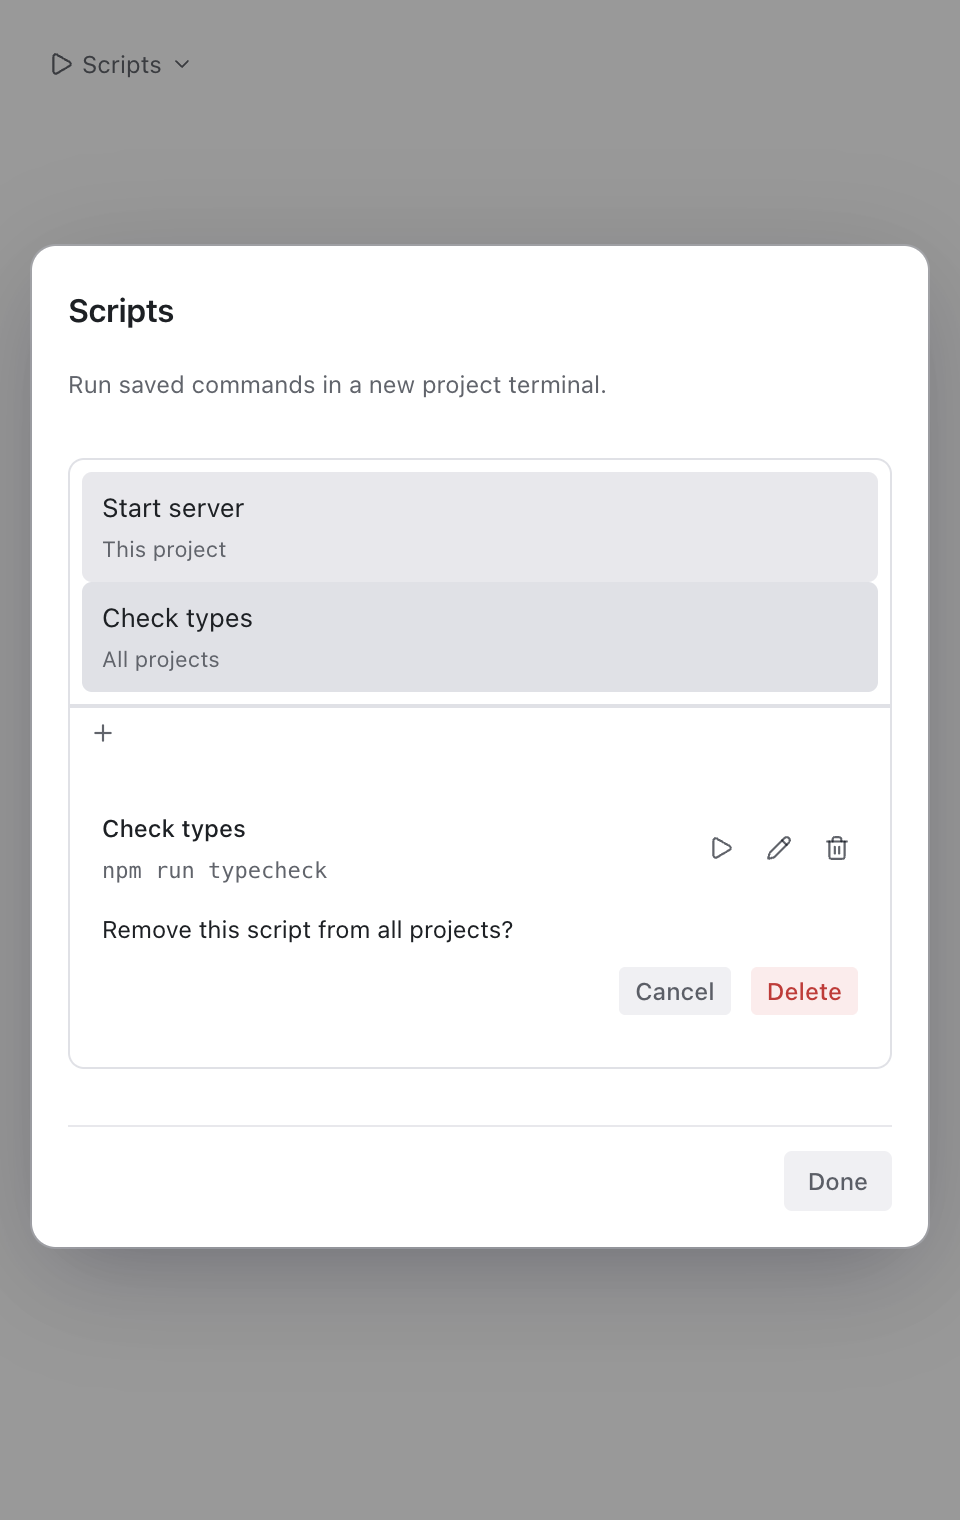 Scripts
Scripts
Run saved commands in a new project terminal.
Start server
This project
Check types
All projects
Check types
npm run typecheck
Remove this script from all projects?
Cancel
Delete
Done